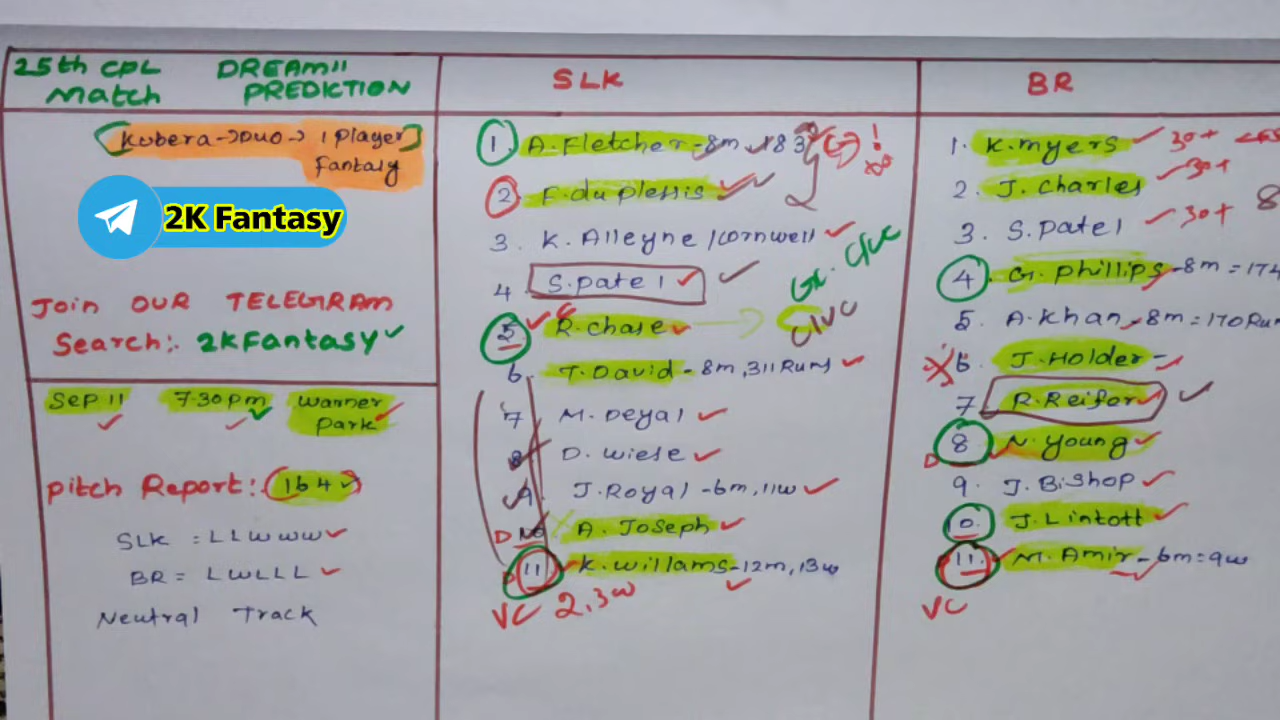 25th CPL DREAM11
Match PREDICTION
Kubera→Duo→1 player
Fantasy
2K Fantasy
Join OUR TELEGRAM
Search:. 2KFantasy
Sep 11 7.30pm Warner
Park
Pitch Report: 164
SLK = LLWWW
BR = LWLLL
Neutral Track
SLK
1. A. Fletcher - 8m, 183
2 F. duplessis
3. K. Alleyne /Cornwell
4 S. Patel
Gr. C/VC
5. R. Chase
C/VC
6. T. David - 8m, 311 Runs
7 M. Deyal
8 D. Wiese
9. J. Royal - 6m, 11w
D 10 A. Joseph
D 11 K. Willams - 12m, 13w
VC 2,3w
BR
1. K. myers 30+
2. J. Charles 30+
3. S. Patel 30+
8
4 G. Phillips - 8m = 174
5. A. Khan - 8m = 170 Run
6. J. Holder -
7 R. Reifer
D 8 N. Young
9. J. Bishop
10. J. Lintott
11. M. Amir - 6m = 9w
VC